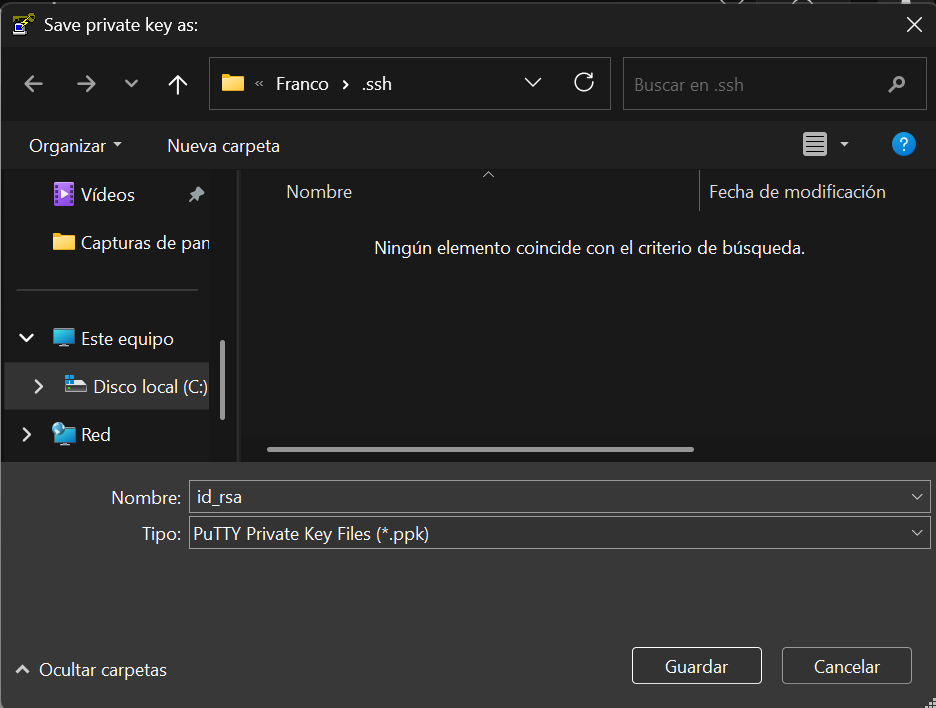 Save private key as:
« Franco › .ssh
Buscar en .ssh
Organizar
Nueva carpeta
?
Vídeos
Capturas de pan
Este equipo
Disco local (C:)
Red
Nombre
Fecha de modificación
Ningún elemento coincide con el criterio de búsqueda.
Nombre: id_rsa
Tipo: PuTTY Private Key Files (*.ppk)
Ocultar carpetas
Guardar
Cancelar